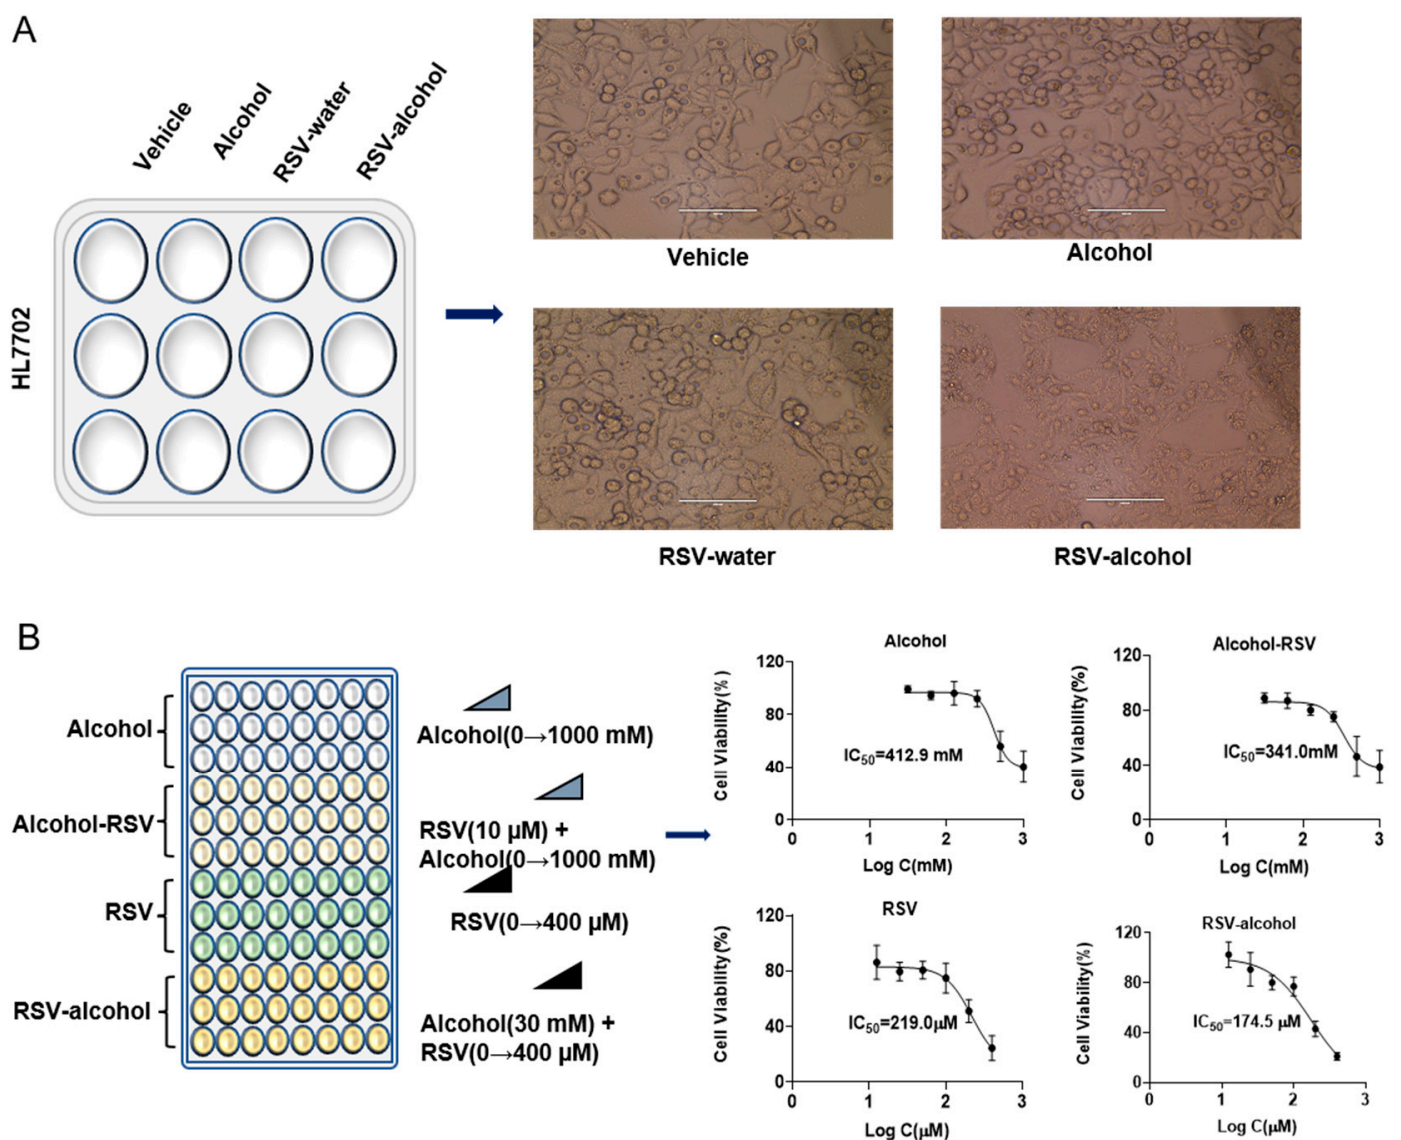 A
Vehicle
Alcohol
RSV-water
RSV-alcohol
HL7702
Vehicle
Alcohol
RSV-water
RSV-alcohol
B
Alcohol
Alcohol-RSV
RSV
RSV-alcohol
Alcohol(0→1000 mM)
RSV(10 µM) +
Alcohol(0→1000 mM)
RSV(0→400 µM)
Alcohol(30 mM) +
RSV(0→400 µM)
Alcohol
Cell Viability(%)
120
80
40
0
IC50=412.9 mM
0 1 2 3
Log C(mM)
Alcohol-RSV
Cell Viability(%)
120
80
40
0
IC50=341.0mM
0 1 2 3
Log C(mM)
RSV
Cell Viability(%)
120
80
40
0
IC50=219.0µM
0 1 2 3
Log C(µM)
RSV-alcohol
Cell Viability(%)
120
80
40
0
IC50=174.5 µM
0 1 2 3
Log C(µM)